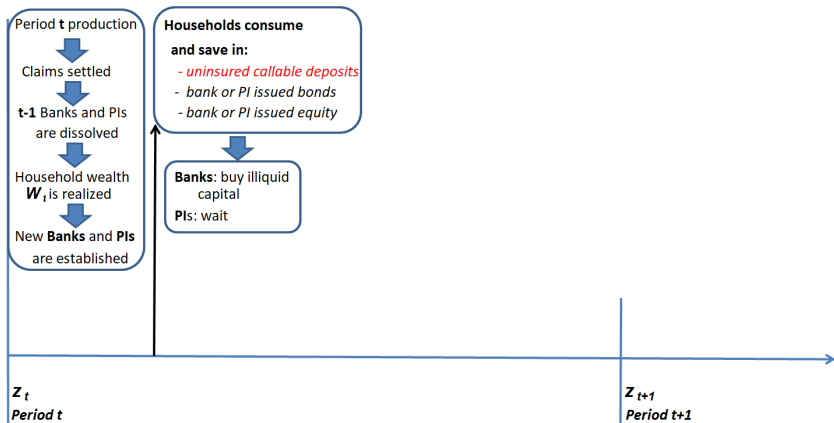 Period t production
Claims settled
t-1 Banks and PIs
are dissolved
Household wealth
W t is realized
New Banks and PIs
are established
Households consume
and save in:
- uninsured callable deposits
- bank or PI issued bonds
- bank or PI issued equity
Banks: buy illiquid
capital
PIs: wait
z t
Period t
z t+1
Period t+1